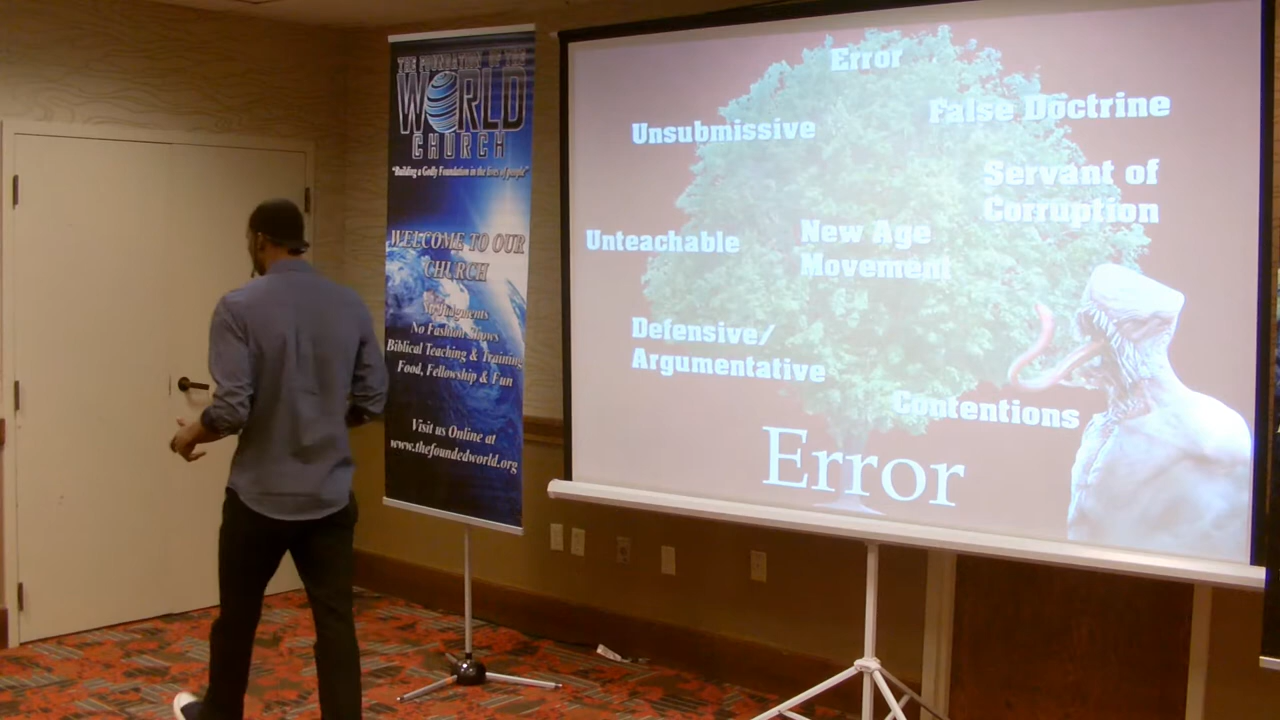 THE FOUNDATION OF THE
WORLD
CHURCH
"Building a Godly Foundation in the lives of people"
WELCOME TO OUR
CHURCH
No Judgments
No Fashion Shows
Biblical Teaching & Training
Food, Fellowship & Fun
Visit us Online at
www.thefoundedworld.org
Error
False Doctrine
Unsubmissive
Servant of
Corruption
Unteachable
New Age
Movement
Defensive/
Argumentative
Contentions
Error